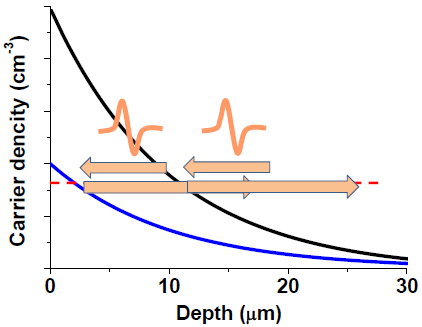 Carrier dencity (cm-3)
0 10 20 30
Depth (μm)